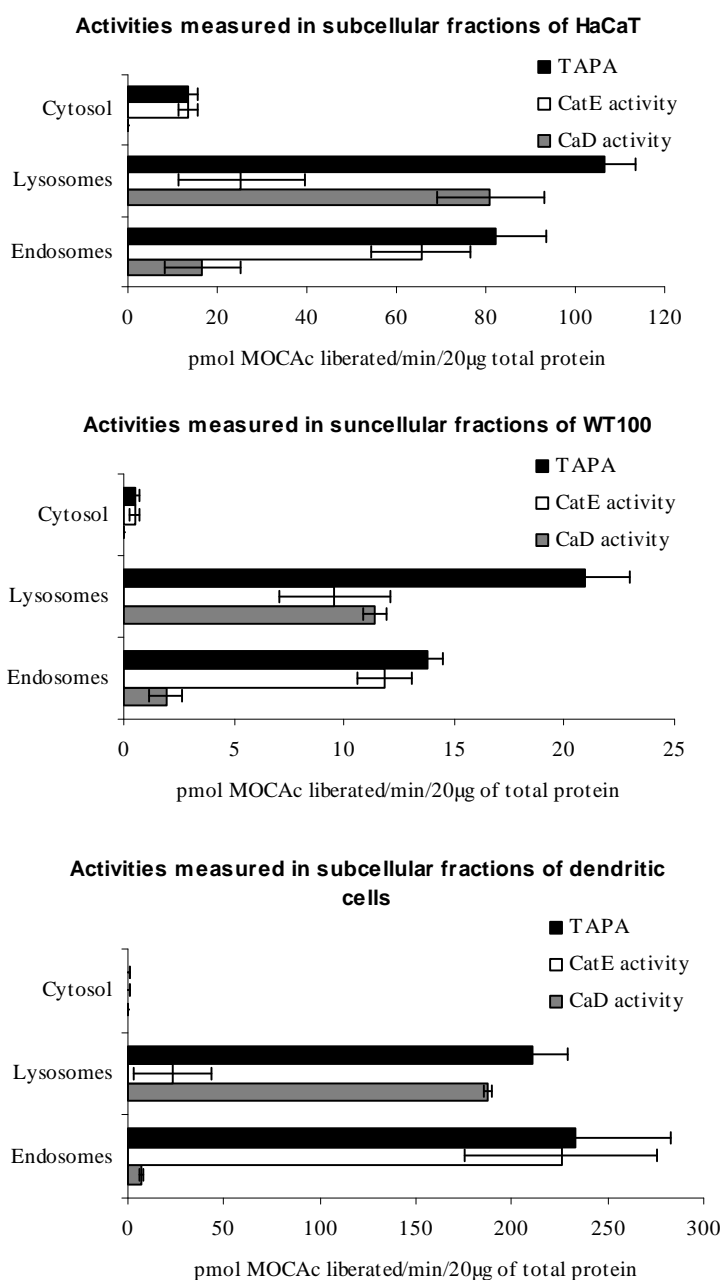 Activities measured in subcellular fractions of HaCaT
TAPA
CatE activity
CaD activity
Cytosol
Lysosomes
Endosomes
0 20 40 60 80 100 120
pmol MOCAc liberated/min/20µg total protein
Activities measured in suncellular fractions of WT100
TAPA
CatE activity
CaD activity
Cytosol
Lysosomes
Endosomes
0 5 10 15 20 25
pmol MOCAc liberated/min/20µg of total protein
Activities measured in subcellular fractions of dendritic
cells
TAPA
CatE activity
CaD activity
Cytosol
Lysosomes
Endosomes
0 50 100 150 200 250 300
pmol MOCAc liberated/min/20µg of total protein